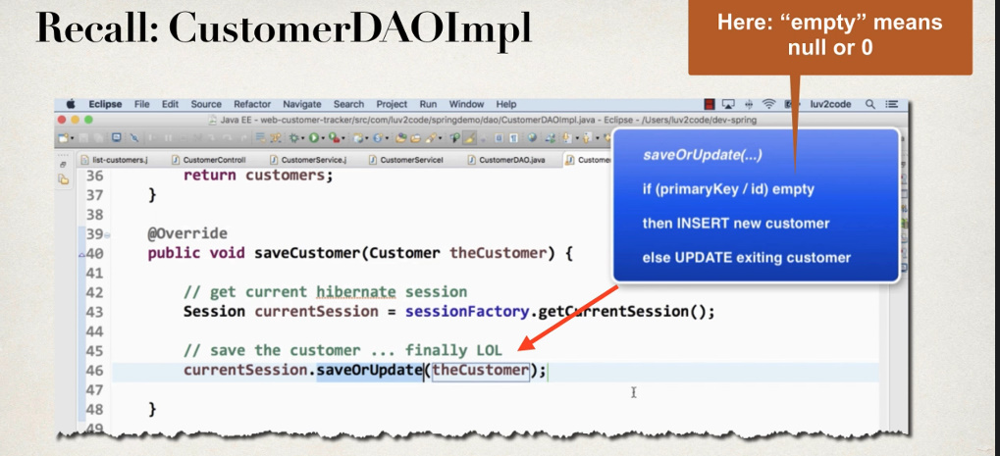 Recall: CustomerDAOImpl
Here: “empty” means
null or 0
Eclipse File Edit Source Refactor Navigate Search Project Run Window Help luv2code
Java EE - web-customer-tracker/src/com/luv2code/springdemo/dao/CustomerDAOImpl.java - Eclipse - /Users/luv2code/dev-spring
list-customers.j CustomerControll CustomerService.j CustomerServiceI CustomerDAO.java Custome
saveOrUpdate(...)
if (primaryKey / id) empty
then INSERT new customer
else UPDATE exiting customer
36 return customers;
37 }
38
39 @Override
40 public void saveCustomer(Customer theCustomer) {
41
42 // get current hibernate session
43 Session currentSession = sessionFactory.getCurrentSession();
44
45 // save the customer ... finally LOL
46 currentSession.saveOrUpdate(theCustomer);
47
48 }
49